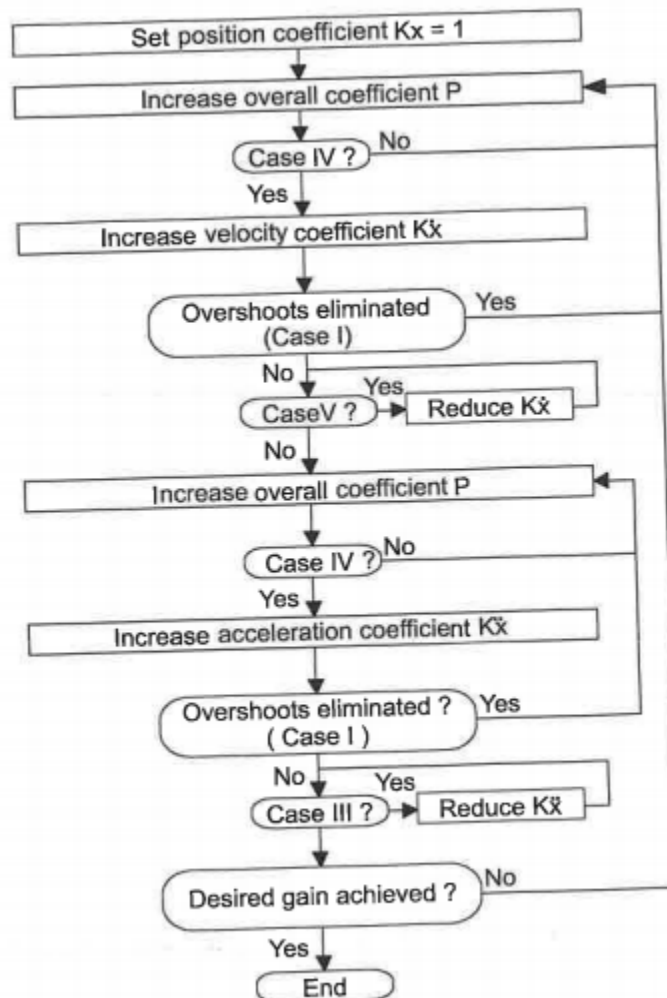 Set position coefficient Kx = 1
Increase overall coefficient P
Case IV ?
No
Yes
Increase velocity coefficient Kẋ
Overshoots eliminated
(Case I)
Yes
No
CaseV ?
Yes
Reduce Kẋ
No
Increase overall coefficient P
Case IV ?
No
Yes
Increase acceleration coefficient Kẍ
Overshoots eliminated ?
( Case I )
Yes
No
Case III ?
Yes
Reduce Kẍ
Desired gain achieved ?
No
Yes
End